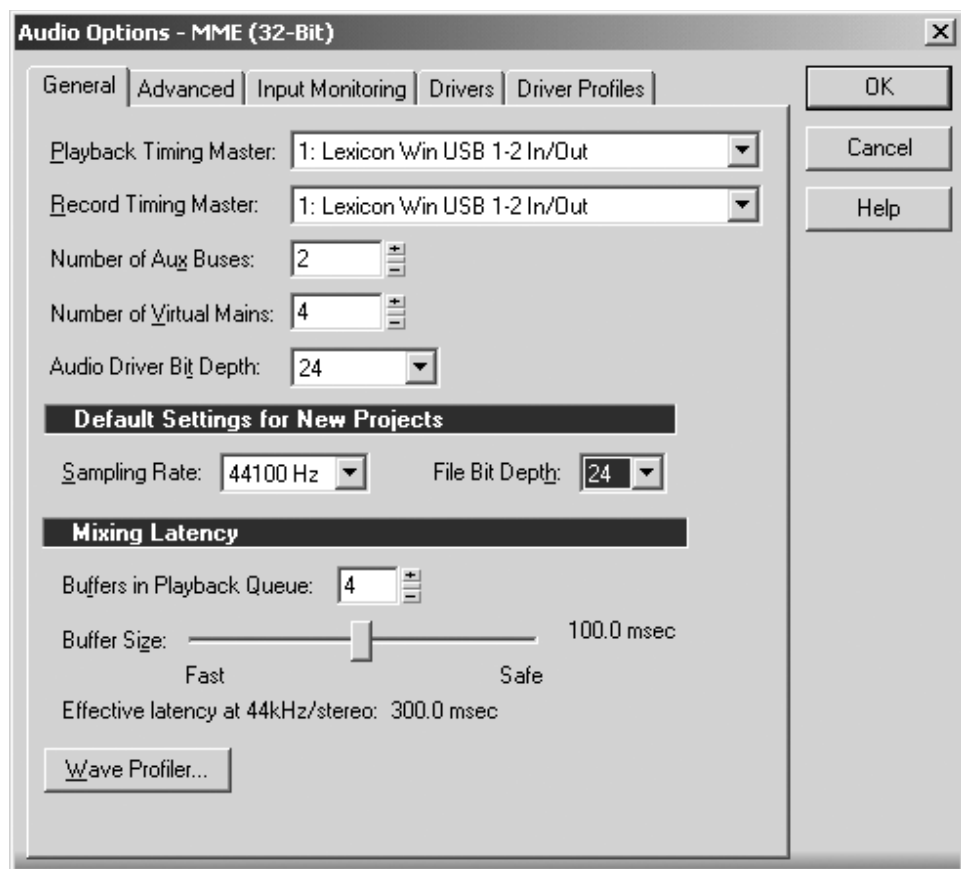 Audio Options - MME (32-Bit)
General Advanced Input Monitoring Drivers Driver Profiles
OK
Cancel
Help
Playback Timing Master: 1: Lexicon Win USB 1-2 In/Out
Record Timing Master: 1: Lexicon Win USB 1-2 In/Out
Number of Aux Buses: 2
Number of Virtual Mains: 4
Audio Driver Bit Depth: 24
Default Settings for New Projects
Sampling Rate: 44100 Hz File Bit Depth: 24
Mixing Latency
Buffers in Playback Queue: 4
Buffer Size: 100.0 msec
Fast Safe
Effective latency at 44kHz/stereo: 300.0 msec
Wave Profiler...